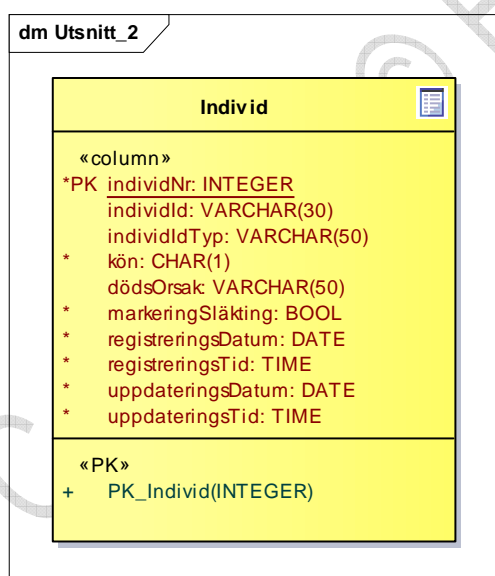 dm Utsnitt_2
Individ
«column»
*PK individNr: INTEGER
individId: VARCHAR(30)
individIdTyp: VARCHAR(50)
* kön: CHAR(1)
dödsOrsak: VARCHAR(50)
* markeringSläkting: BOOL
* registreringsDatum: DATE
* registreringsTid: TIME
* uppdateringsDatum: DATE
* uppdateringsTid: TIME
«PK»
+ PK_Individ(INTEGER)